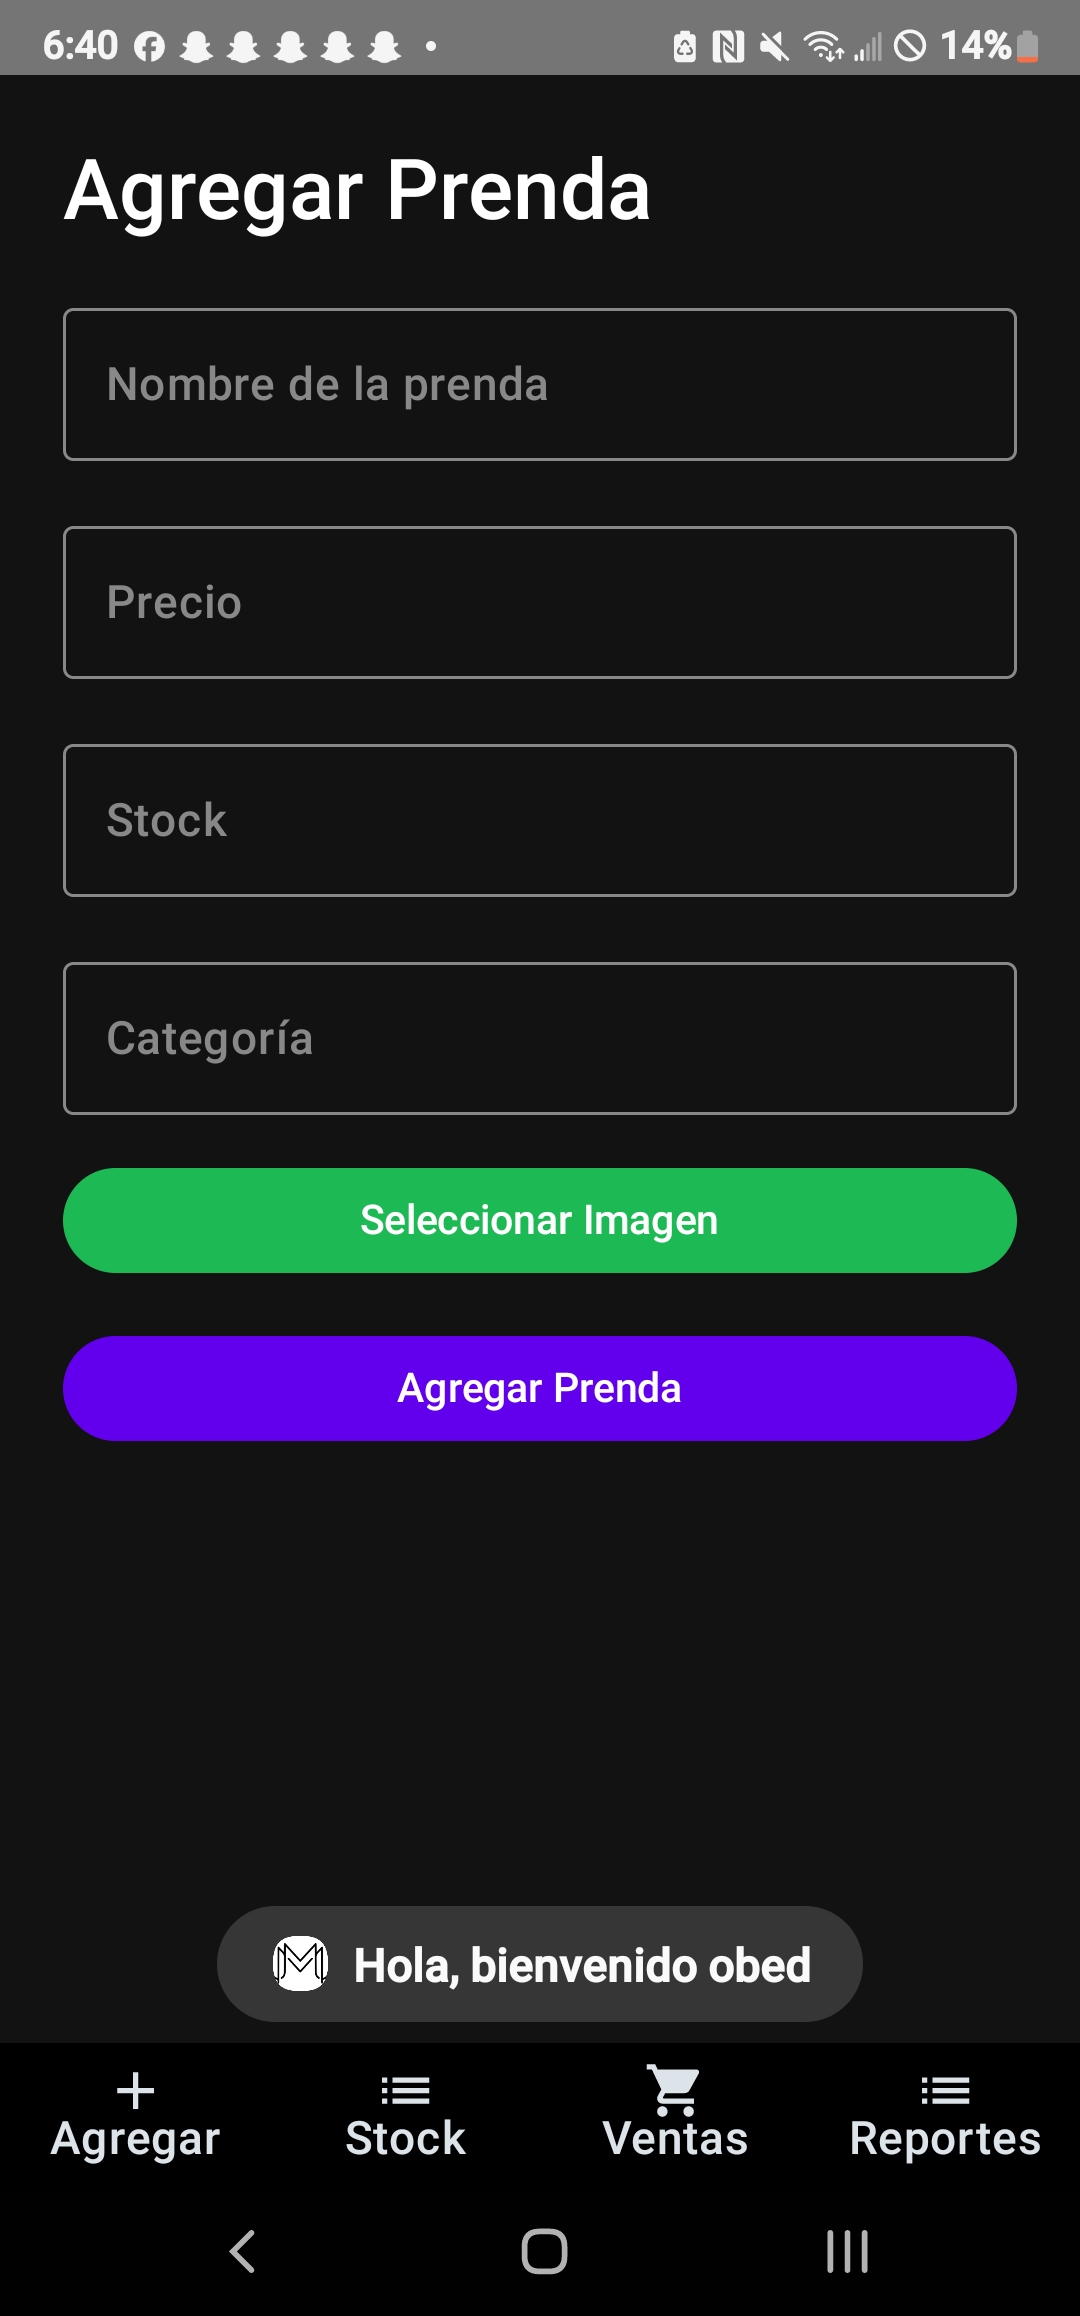 6:40 14%
Agregar Prenda
Nombre de la prenda
Precio
Stock
Categoría
Seleccionar Imagen
Agregar Prenda
Hola, bienvenido obed
Agregar Stock Ventas Reportes